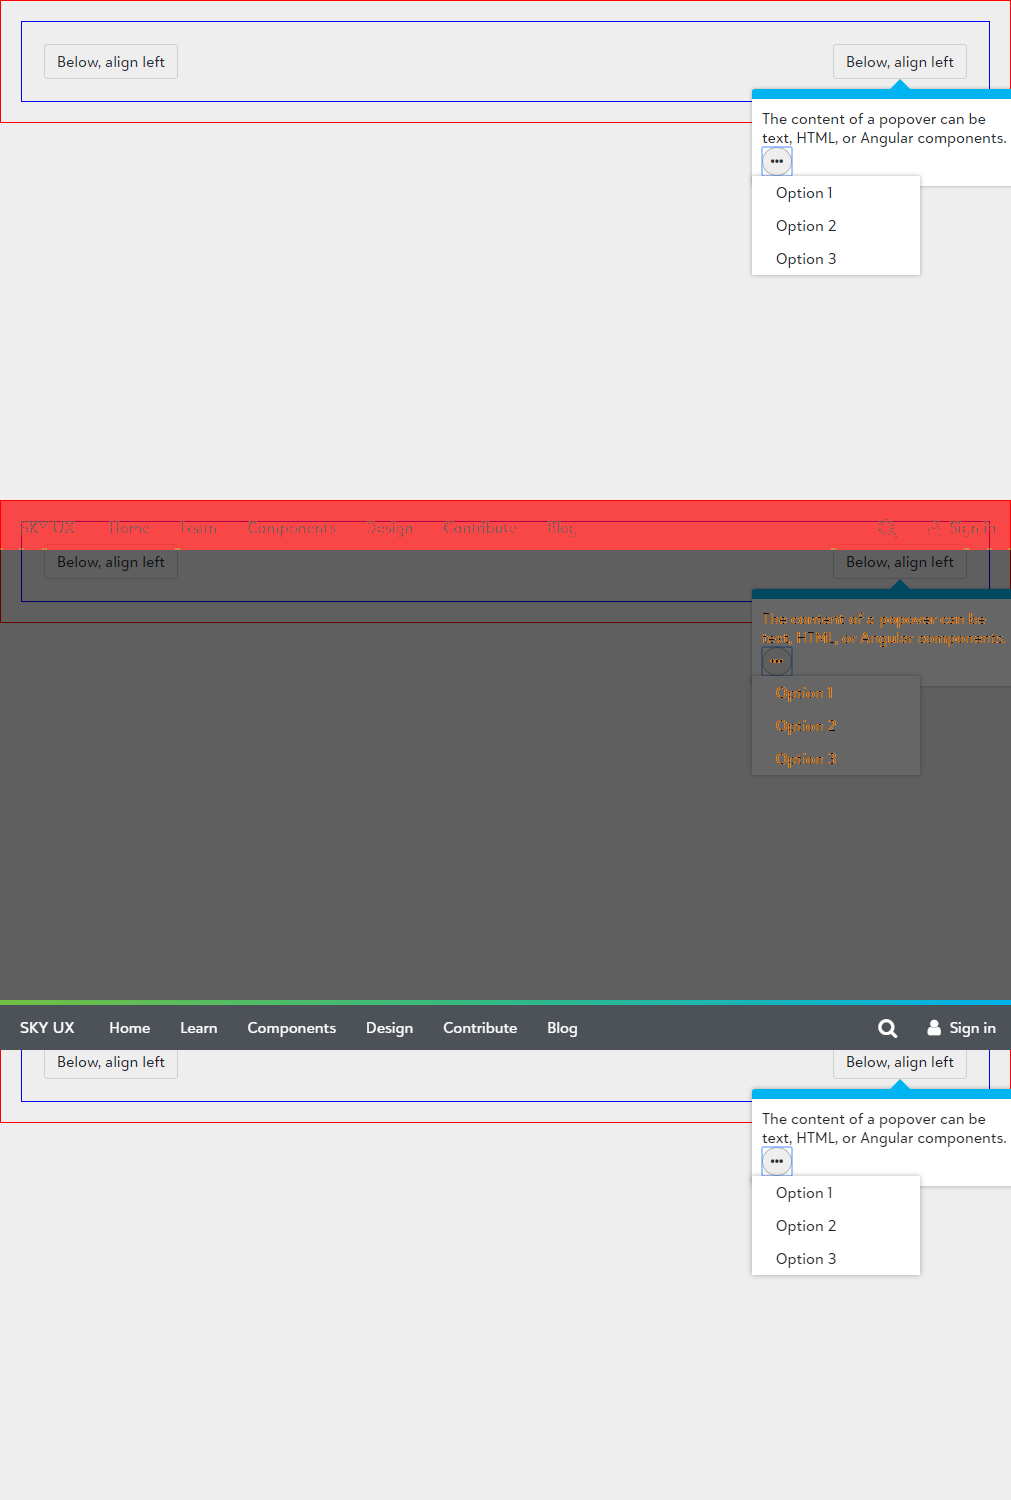 Below, align left Below, align left
The content of a popover can be
text, HTML, or Angular components.
Option 1
Option 2
Option 3
SKY UX Home Learn Components Design Contribute Blog Sign in
Below, align left Below, align left
The content of a popover can be
text, HTML, or Angular components.
Option 1
Option 2
Option 3
SKY UX Home Learn Components Design Contribute Blog Sign in
Below, align left Below, align left
The content of a popover can be
text, HTML, or Angular components.
Option 1
Option 2
Option 3